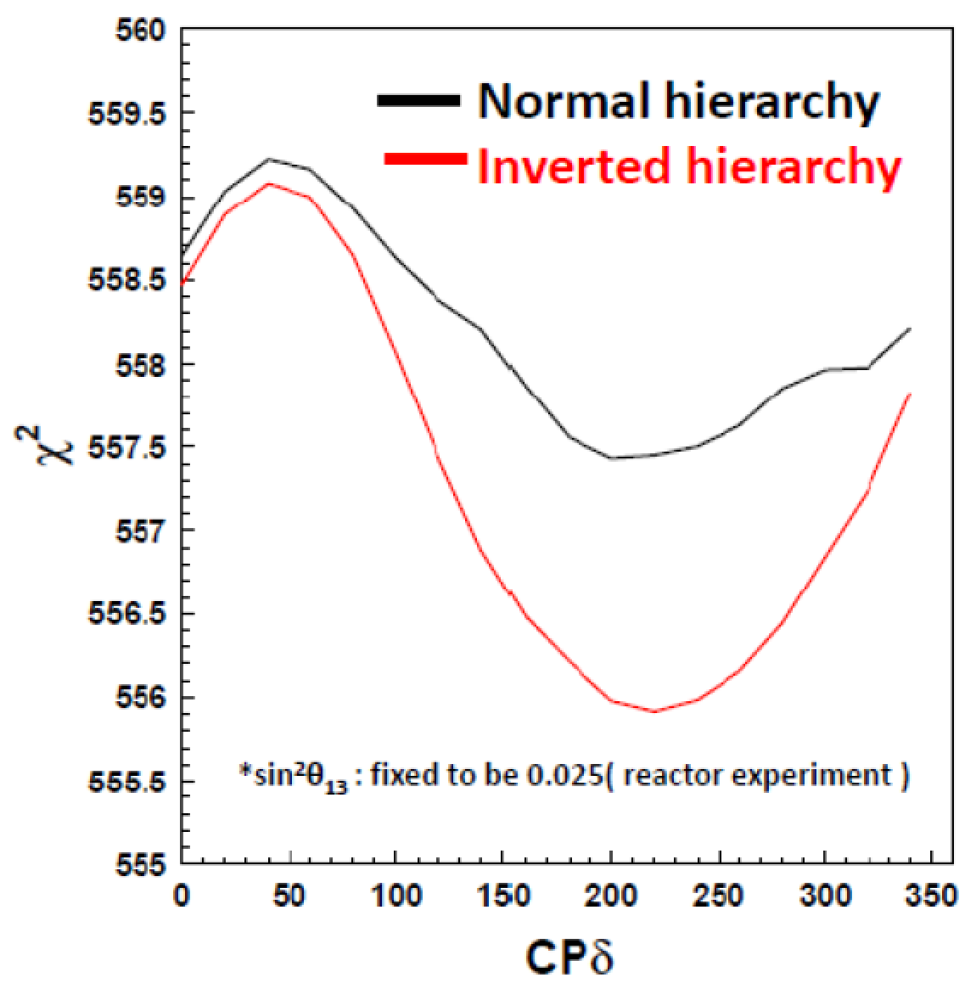 560
559.5
559
558.5
558
557.5
557
556.5
556
555.5
555
χ²
Normal hierarchy
Inverted hierarchy
*sin²θ₁₃ : fixed to be 0.025( reactor experiment )
0 50 100 150 200 250 300 350
CPδ